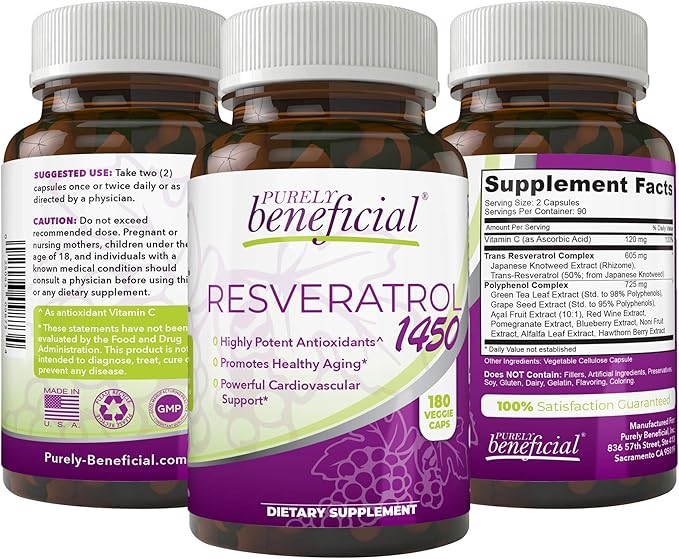 SUGGESTED USE: Take two (2)
capsules once or twice daily or as
directed by a physician.
CAUTION: Do not exceed
recommended dose. Pregnant or
nursing mothers, children under the
age of 18, and individuals with a
known medical condition should
consult a physician before using this
or any dietary supplement.
^ As antioxidant Vitamin C
*These statements have not been
evaluated by the Food and Drug
Administration. This product is not
intended to diagnose, treat, cure or
prevent any disease.
MADE IN
U.S.A.
GMP
Purely-Beneficial.com
PURELY
beneficial®
RESVERATROL
1450
Highly Potent Antioxidants^
Promotes Healthy Aging*
Powerful Cardiovascular
Support*
180
VEGGIE
CAPS
DIETARY SUPPLEMENT
Supplement Facts
Serving Size: 2 Capsules
Servings Per Container: 90
Amount Per Serving % Daily Value
Vitamin C (as Ascorbic Acid) 120 mg
Trans Resveratrol Complex 605 mg
Japanese Knotweed Extract (Rhizome),
Trans-Resveratrol (50%; from Japanese Knotweed)
Polyphenol Complex 725 mg
Green Tea Leaf Extract (Std. to 98% Polyphenols),
Grape Seed Extract (Std. to 95% Polyphenols),
Açai Fruit Extract (10:1), Red Wine Extract,
Pomegranate Extract, Blueberry Extract, Noni Fruit
Extract, Alfalfa Leaf Extract, Hawthorn Berry Extract
* Daily Value not established
Other Ingredients: Vegetable Cellulose Capsule
Does NOT Contain: Fillers, Artificial Ingredients, Preservatives,
Soy, Gluten, Dairy, Gelatin, Flavoring, Coloring.
100% Satisfaction Guaranteed
PURELY
beneficial®
Manufactured For:
Purely Beneficial, Inc.
836 57th Street, Ste
Sacramento CA